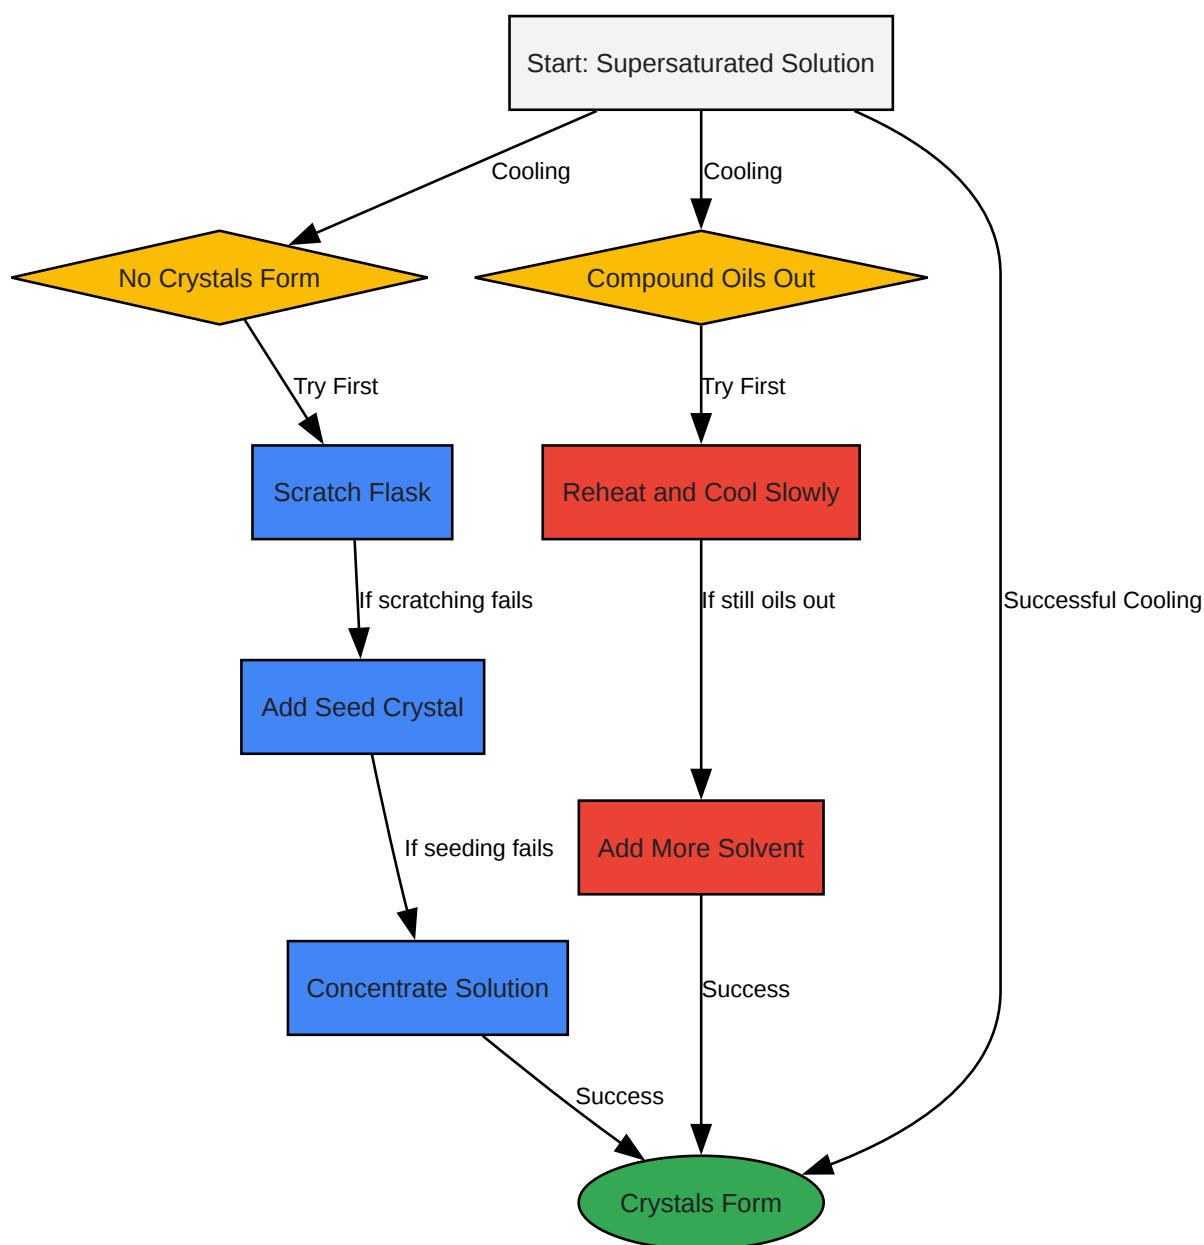 Start: Supersaturated Solution
Cooling
Cooling
No Crystals Form
Compound Oils Out
Try First
Try First
Scratch Flask
Reheat and Cool Slowly
If scratching fails
If still oils out
Successful Cooling
Add Seed Crystal
If seeding fails
Add More Solvent
Concentrate Solution
Success
Success
Crystals Form